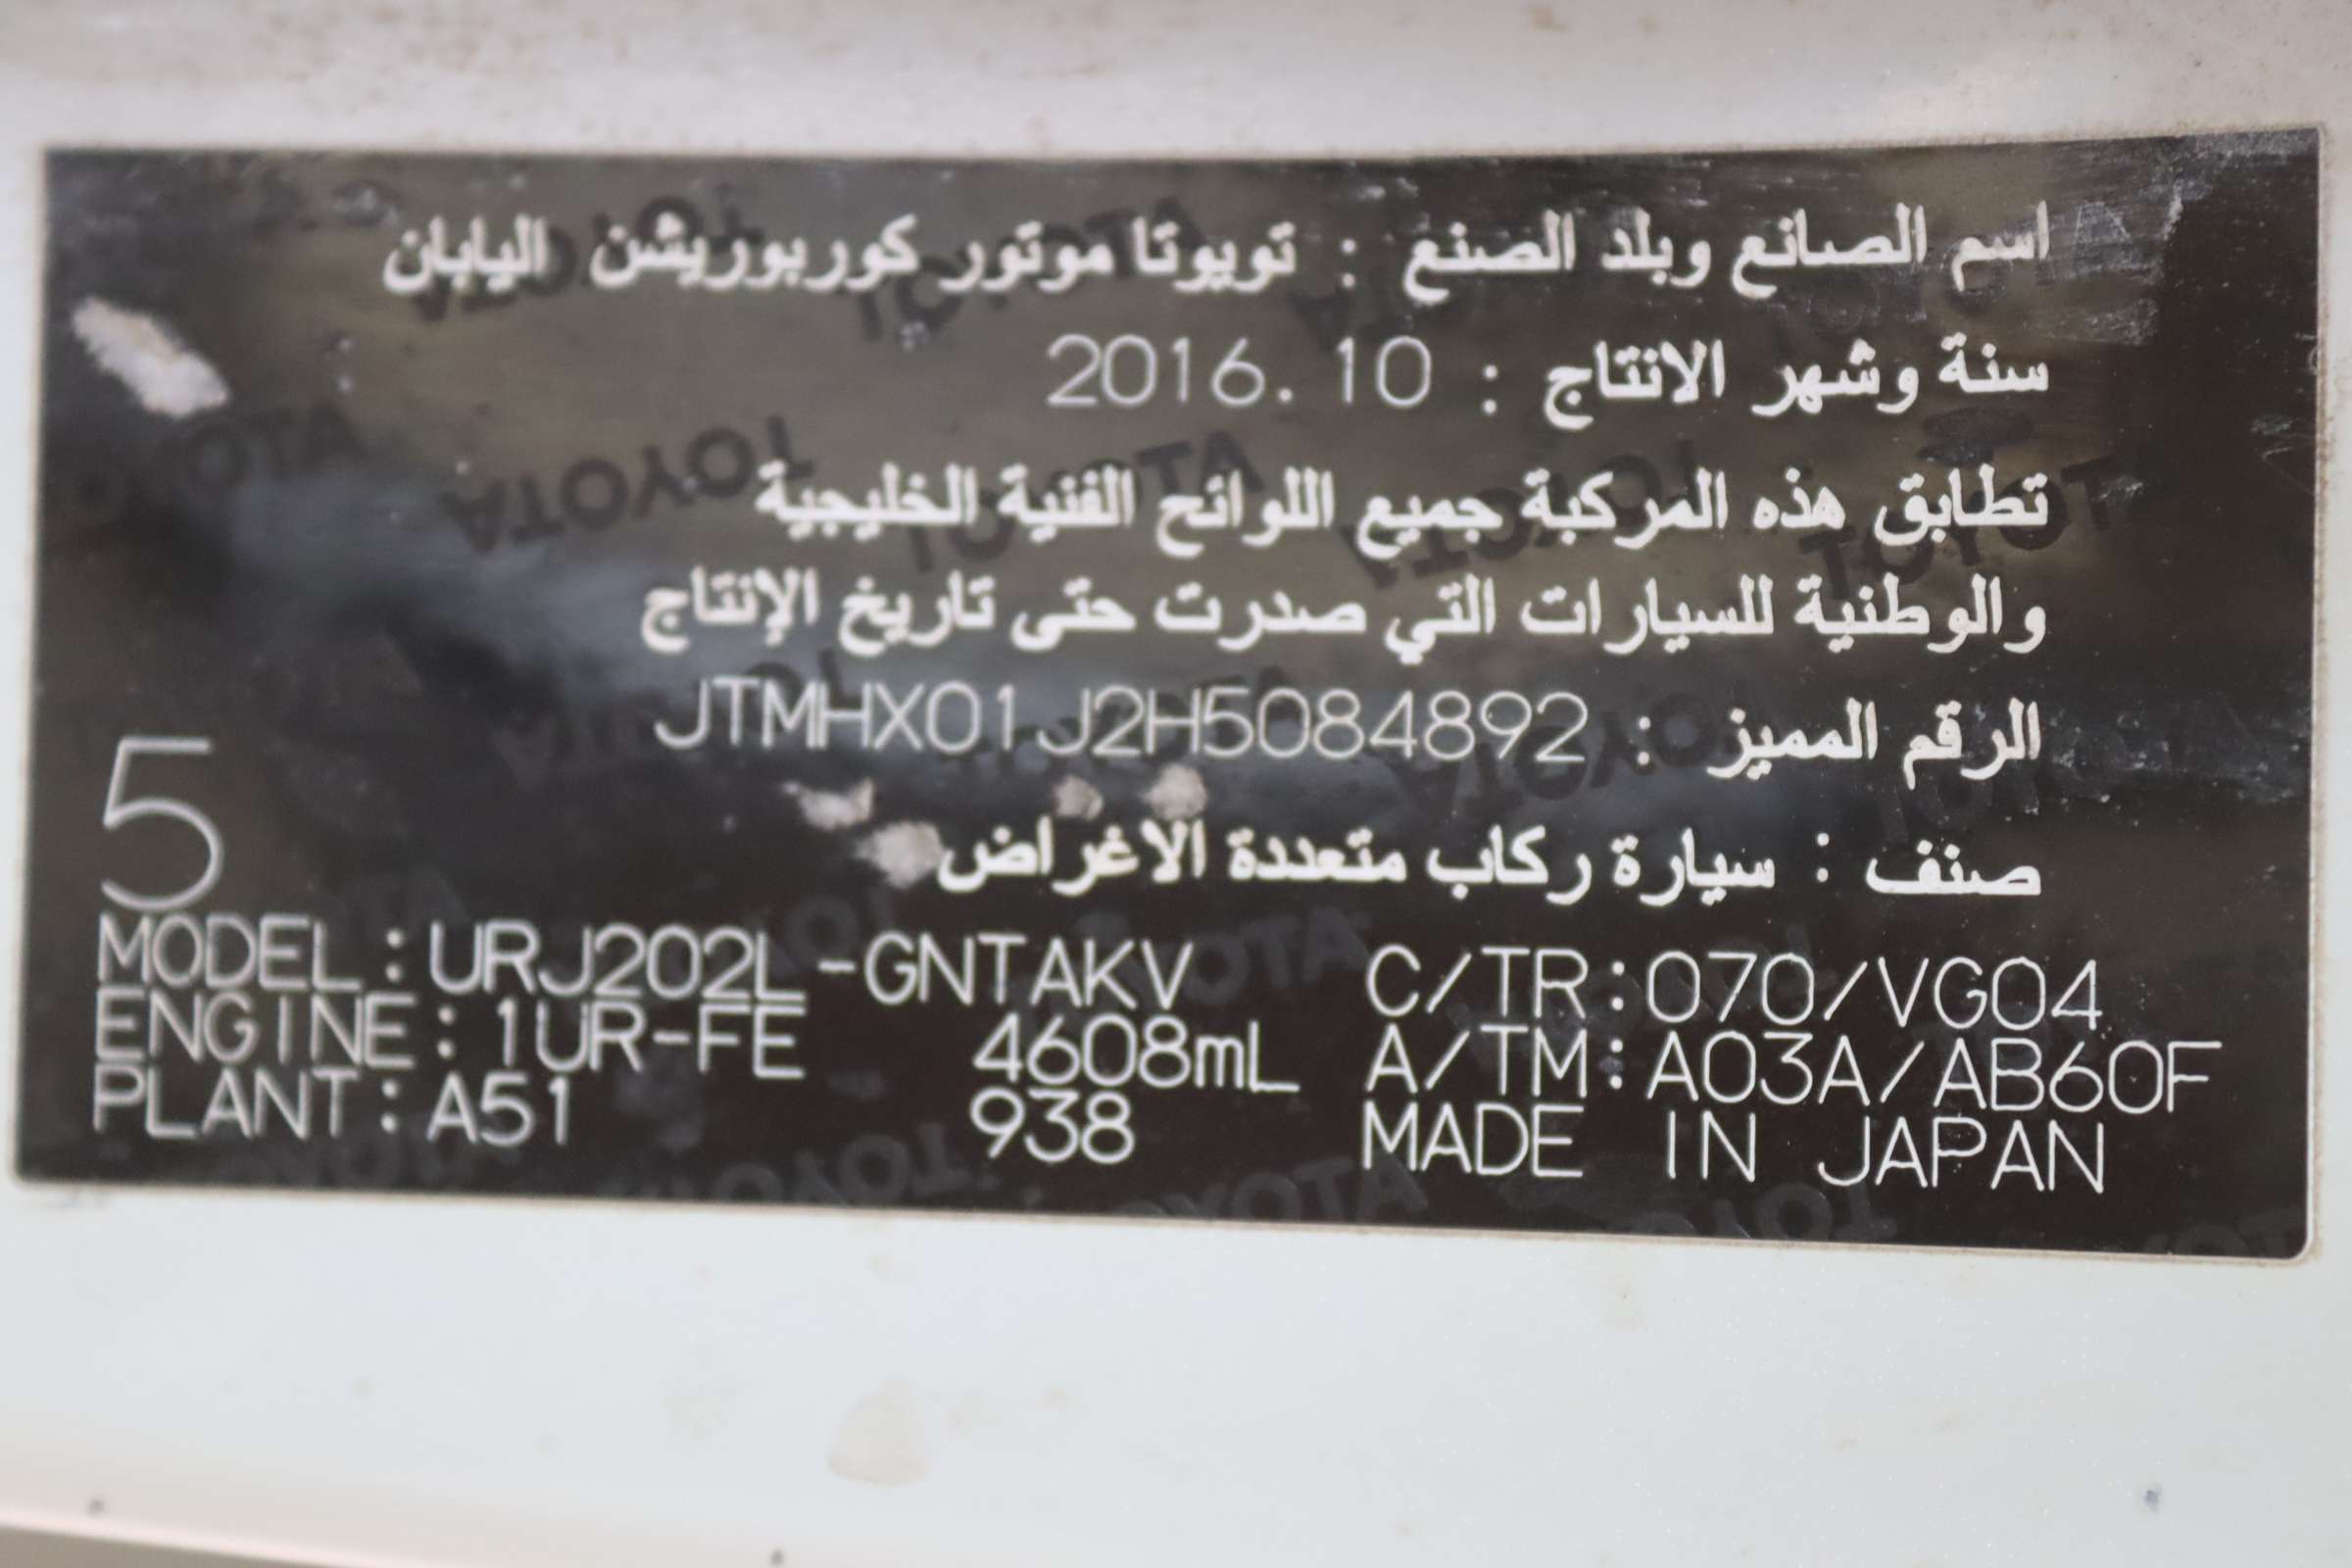 اسم الصانع وبلد الصنع : تويوتا موتور كوربوريشن اليابان
سنة وشهر الانتاج : 2016.10
تطابق هذه المركبة جميع اللوائح الفنية الخليجية
والوطنية للسيارات التي صدرت حتى تاريخ الإنتاج
الرقم المميز : JTMHX01J2H5084892
صنف : سيارة ركاب متعددة الاغراض
5
MODEL:URJ202L-GNTAKV C/TR:070/VG04
ENGINE:1UR-FE 4608mL A/TM:A03A/AB60F
PLANT:A51 938 MADE IN JAPAN